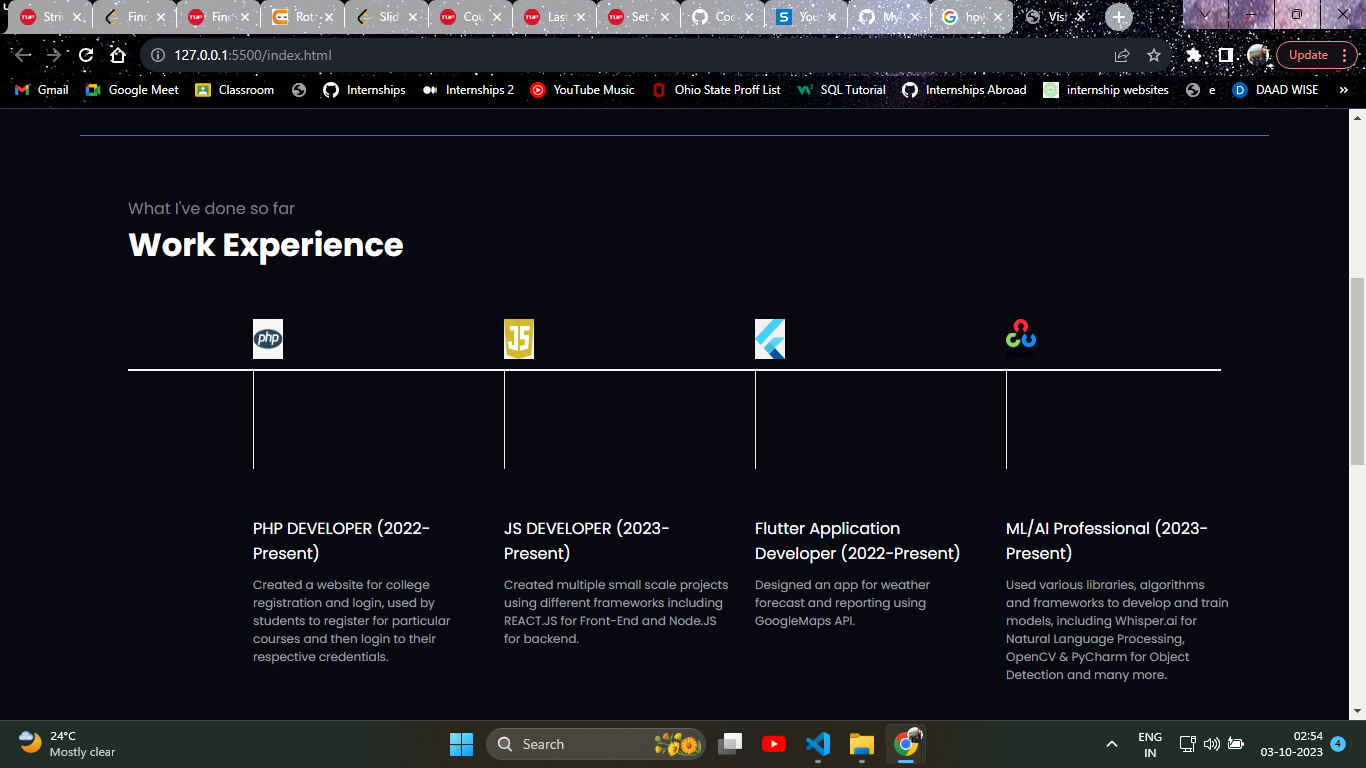 Stri
Find
Find
Rot
Slid
Cou
Last
Set
Coo
You
My
how
Vish
127.0.0.1:5500/index.html
Update
Gmail
Google Meet
Classroom
Internships
Internships 2
YouTube Music
Ohio State Proff List
SQL Tutorial
Internships Abroad
internship websites
e
DAAD WISE
What I've done so far
Work Experience
php
JS
PHP DEVELOPER (2022-
Present)
Created a website for college
registration and login, used by
students to register for particular
courses and then login to their
respective credentials.
JS DEVELOPER (2023-
Present)
Created multiple small scale projects
using different frameworks including
REACT.JS for Front-End and Node.JS
for backend.
Flutter Application
Developer (2022-Present)
Designed an app for weather
forecast and reporting using
GoogleMaps API.
OpenCV
ML/AI Professional (2023-
Present)
Used various libraries, algorithms
and frameworks to develop and train
models, including Whisper.ai for
Natural Language Processing,
OpenCV & PyCharm for Object
Detection and many more.
24°C
Mostly clear
Search
ENG
IN
02:54
03-10-2023
4